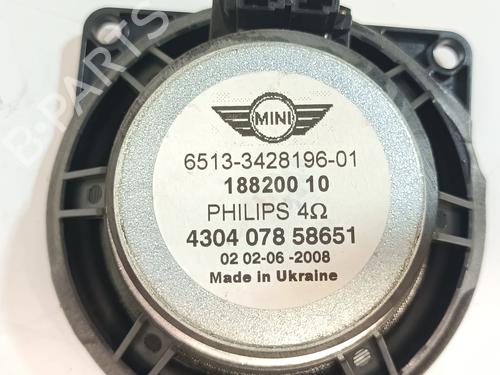 MINI
6513-3428196-01
188200 10
PHILIPS 4Ω
4304 078 58651
02 02-06 -2008
Made in Ukraine
B-PARTS
B-PARTS